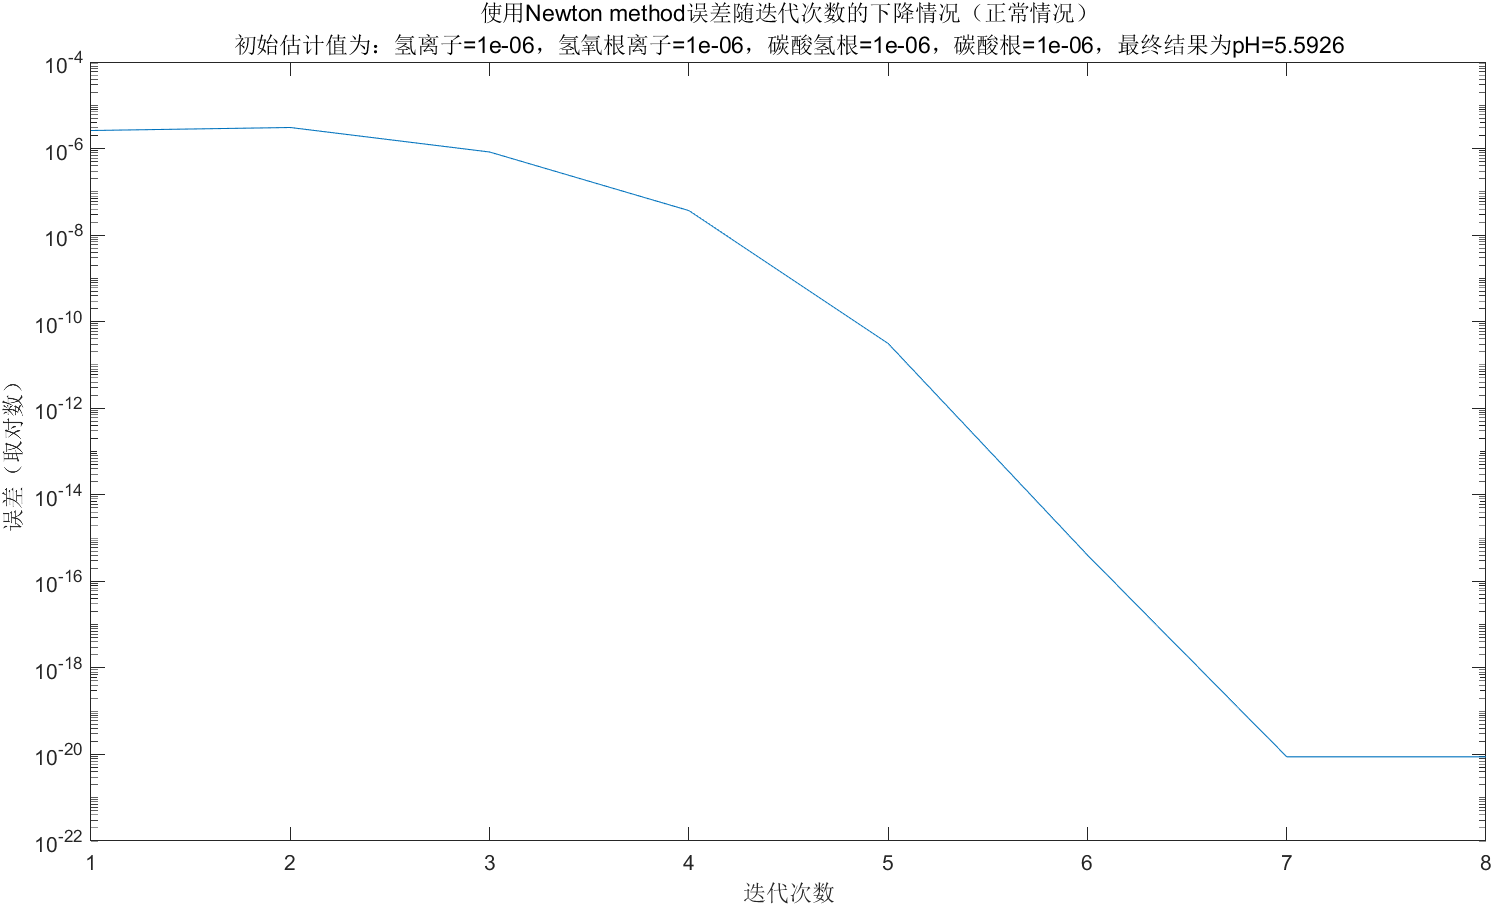 使用Newton method误差随迭代次数的下降情况（正常情况）
初始估计值为：氢离子=1e-06，氢氧根离子=1e-06，碳酸氢根=1e-06，碳酸根=1e-06，最终结果为pH=5.5926
10^-4
10^-6
10^-8
10^-10
10^-12
10^-14
10^-16
10^-18
10^-20
10^-22
误差（取对数）
1 2 3 4 5 6 7 8
迭代次数